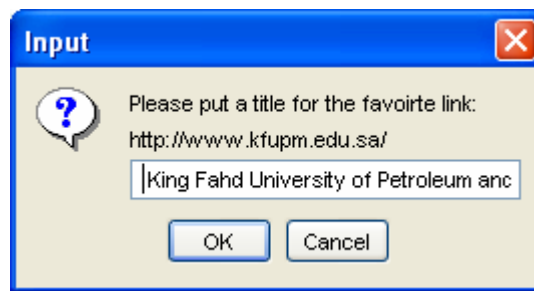 Input
Please put a title for the favoirte link:
http://www.kfupm.edu.sa/
King Fahd University of Petroleum anc
OK Cancel